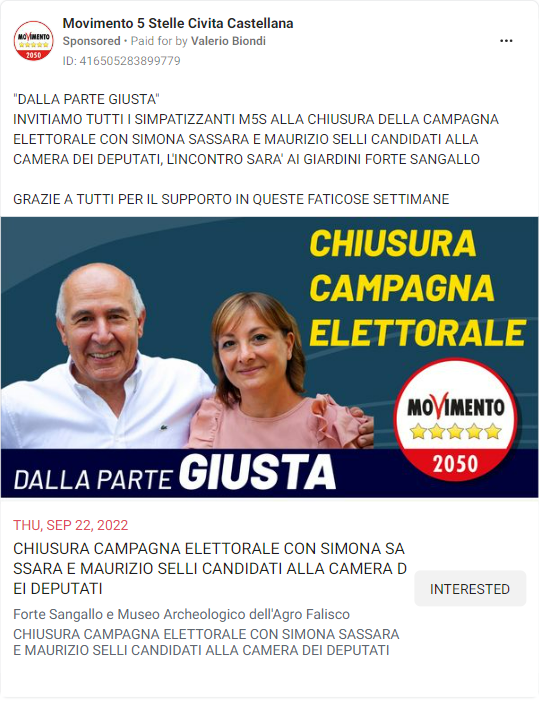 Movimento 5 Stelle Civita Castellana
Sponsored • Paid for by Valerio Biondi
ID: 416505283899779
"DALLA PARTE GIUSTA"
INVITIAMO TUTTI I SIMPATIZZANTI M5S ALLA CHIUSURA DELLA CAMPAGNA
ELETTORALE CON SIMONA SASSARA E MAURIZIO SELLI CANDIDATI ALLA
CAMERA DEI DEPUTATI, L'INCONTRO SARA' AI GIARDINI FORTE SANGALLO
GRAZIE A TUTTI PER IL SUPPORTO IN QUESTE FATICOSE SETTIMANE
CHIUSURA
CAMPAGNA
ELETTORALE
MOVIMENTO
2050
DALLA PARTE GIUSTA
THU, SEP 22, 2022
CHIUSURA CAMPAGNA ELETTORALE CON SIMONA SA
SSARA E MAURIZIO SELLI CANDIDATI ALLA CAMERA D
EI DEPUTATI
INTERESTED
Forte Sangallo e Museo Archeologico dell'Agro Falisco
CHIUSURA CAMPAGNA ELETTORALE CON SIMONA SASSARA
E MAURIZIO SELLI CANDIDATI ALLA CAMERA DEI DEPUTATI
MOVIMENTO
2050